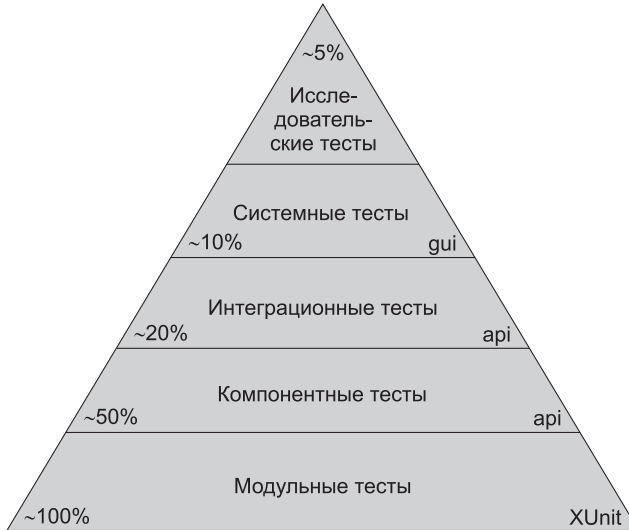 ~5%
Иссле-
дователь-
ские тесты
Системные тесты
~10% gui
Интеграционные тесты
~20% api
Компонентные тесты
~50% api
Модульные тесты
~100% XUnit